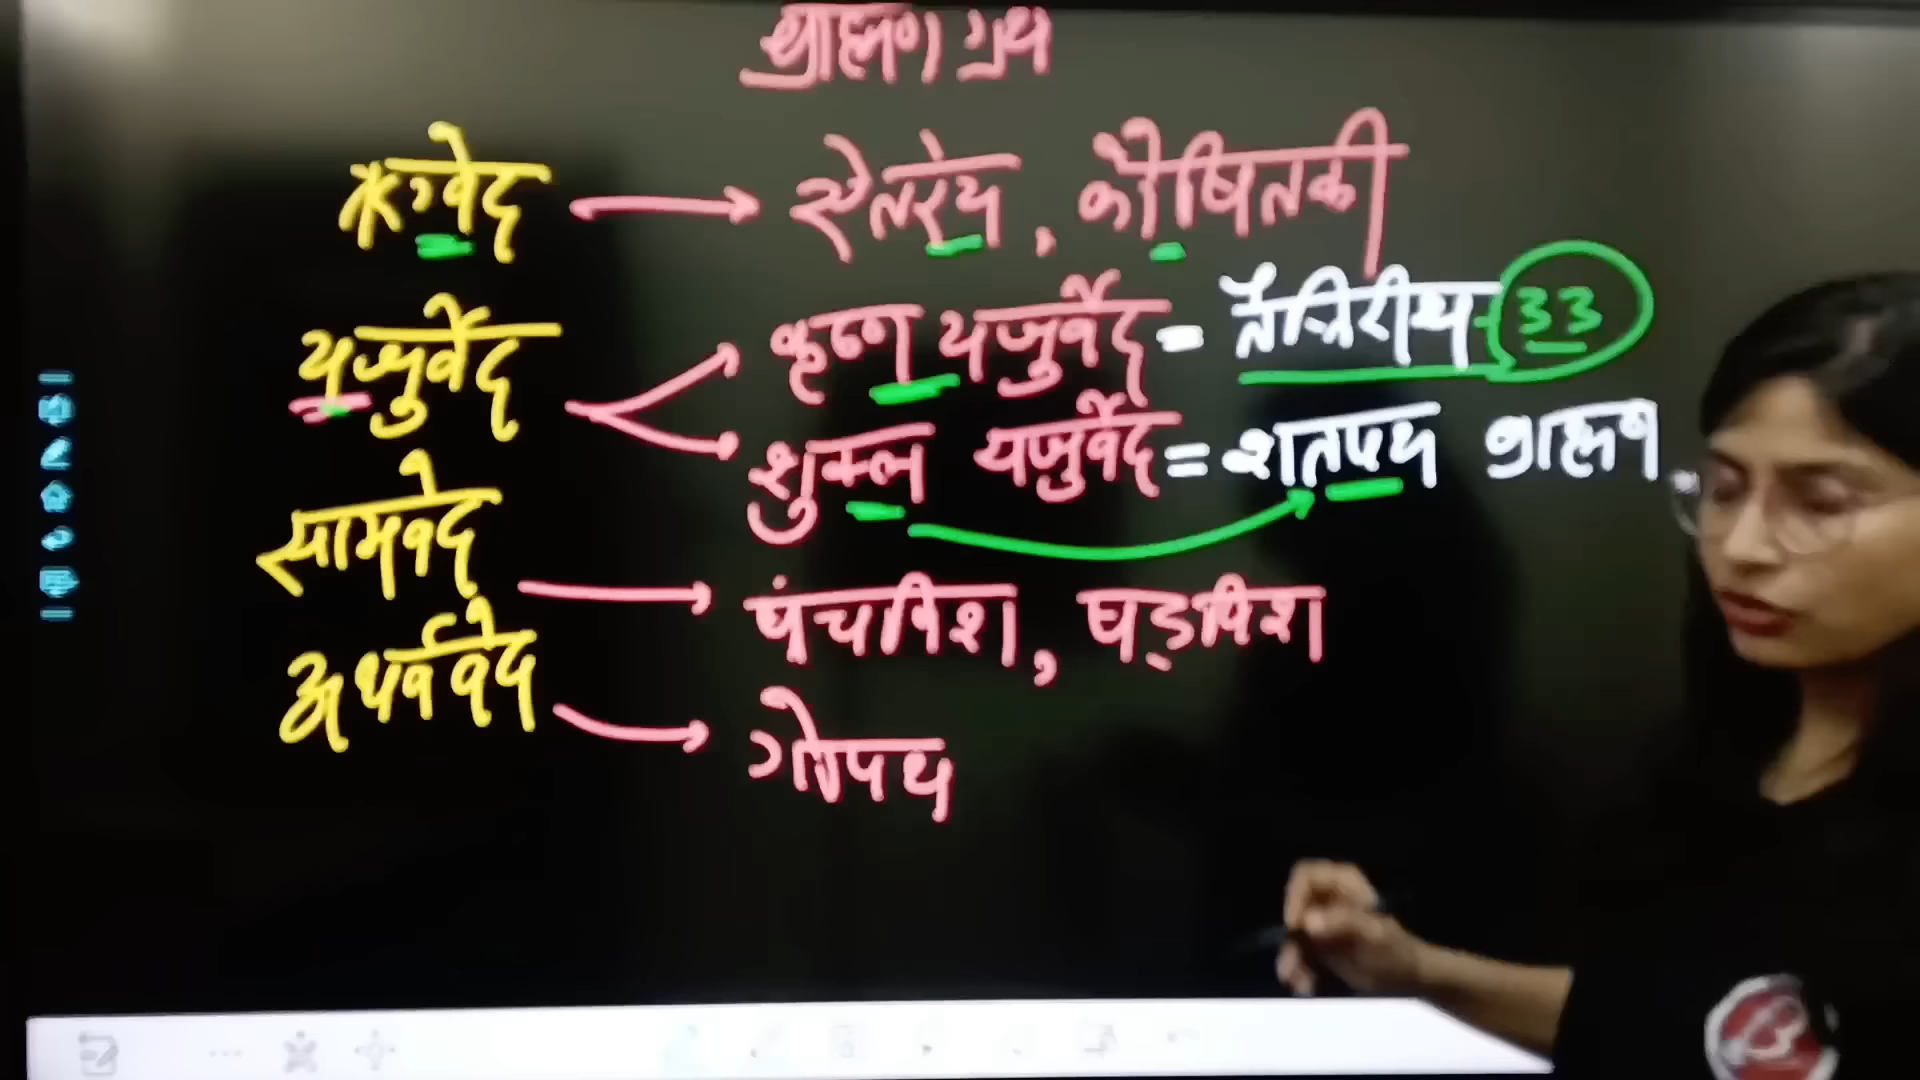 ब्राह्मण ग्रंथ
ऋग्वेद → ऐतरेय, कौषितकी
यजुर्वेद → कृष्ण यजुर्वेद = तैत्तिरीय - 33
शुक्ल यजुर्वेद = शतपथ ब्राह्मण
सामवेद → पंचविश, षड्विश
अथर्ववेद → गोपथ